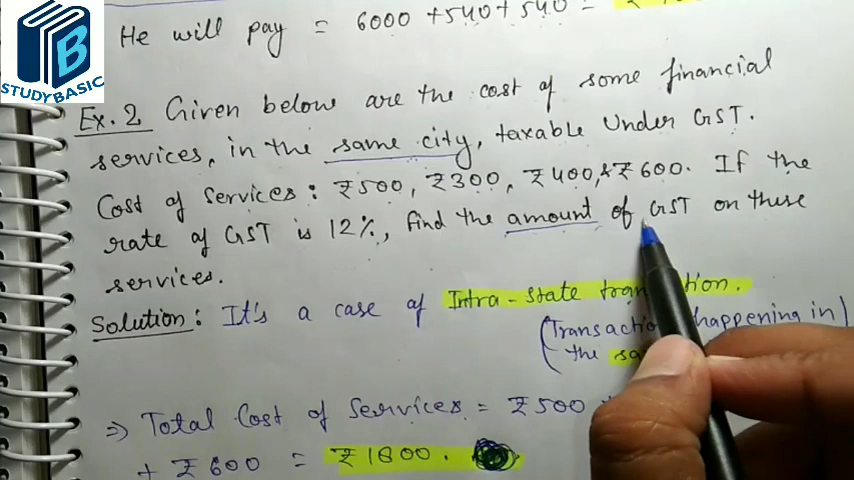 B
STUDYBASIC
He will pay = 6000 + 540 + 540 =
Ex. 2 Given below are the cost of some financial
services, in the same city, taxable under GST.
Cost of Services: ₹500, ₹300, ₹400, & ₹600. If the
rate of GST is 12%, find the amount of GST on these
services.
Solution: It's a case of Intra-state transaction.
(Transaction happening in)
the
⇒ Total Cost of Services = ₹500
+ ₹600 = ₹1800.